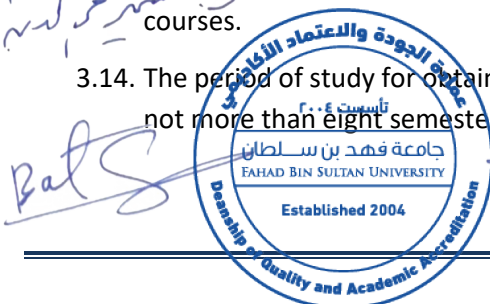 courses.
3.14. The period of study for obtain
not more than eight semeste
عمادة الجودة والاعتماد الأكاديمي
تأسست ٢٠٠٤
جامعة فهد بن سلطان
FAHAD BIN SULTAN UNIVERSITY
Established 2004
Deanship of Quality and Academic Accreditation